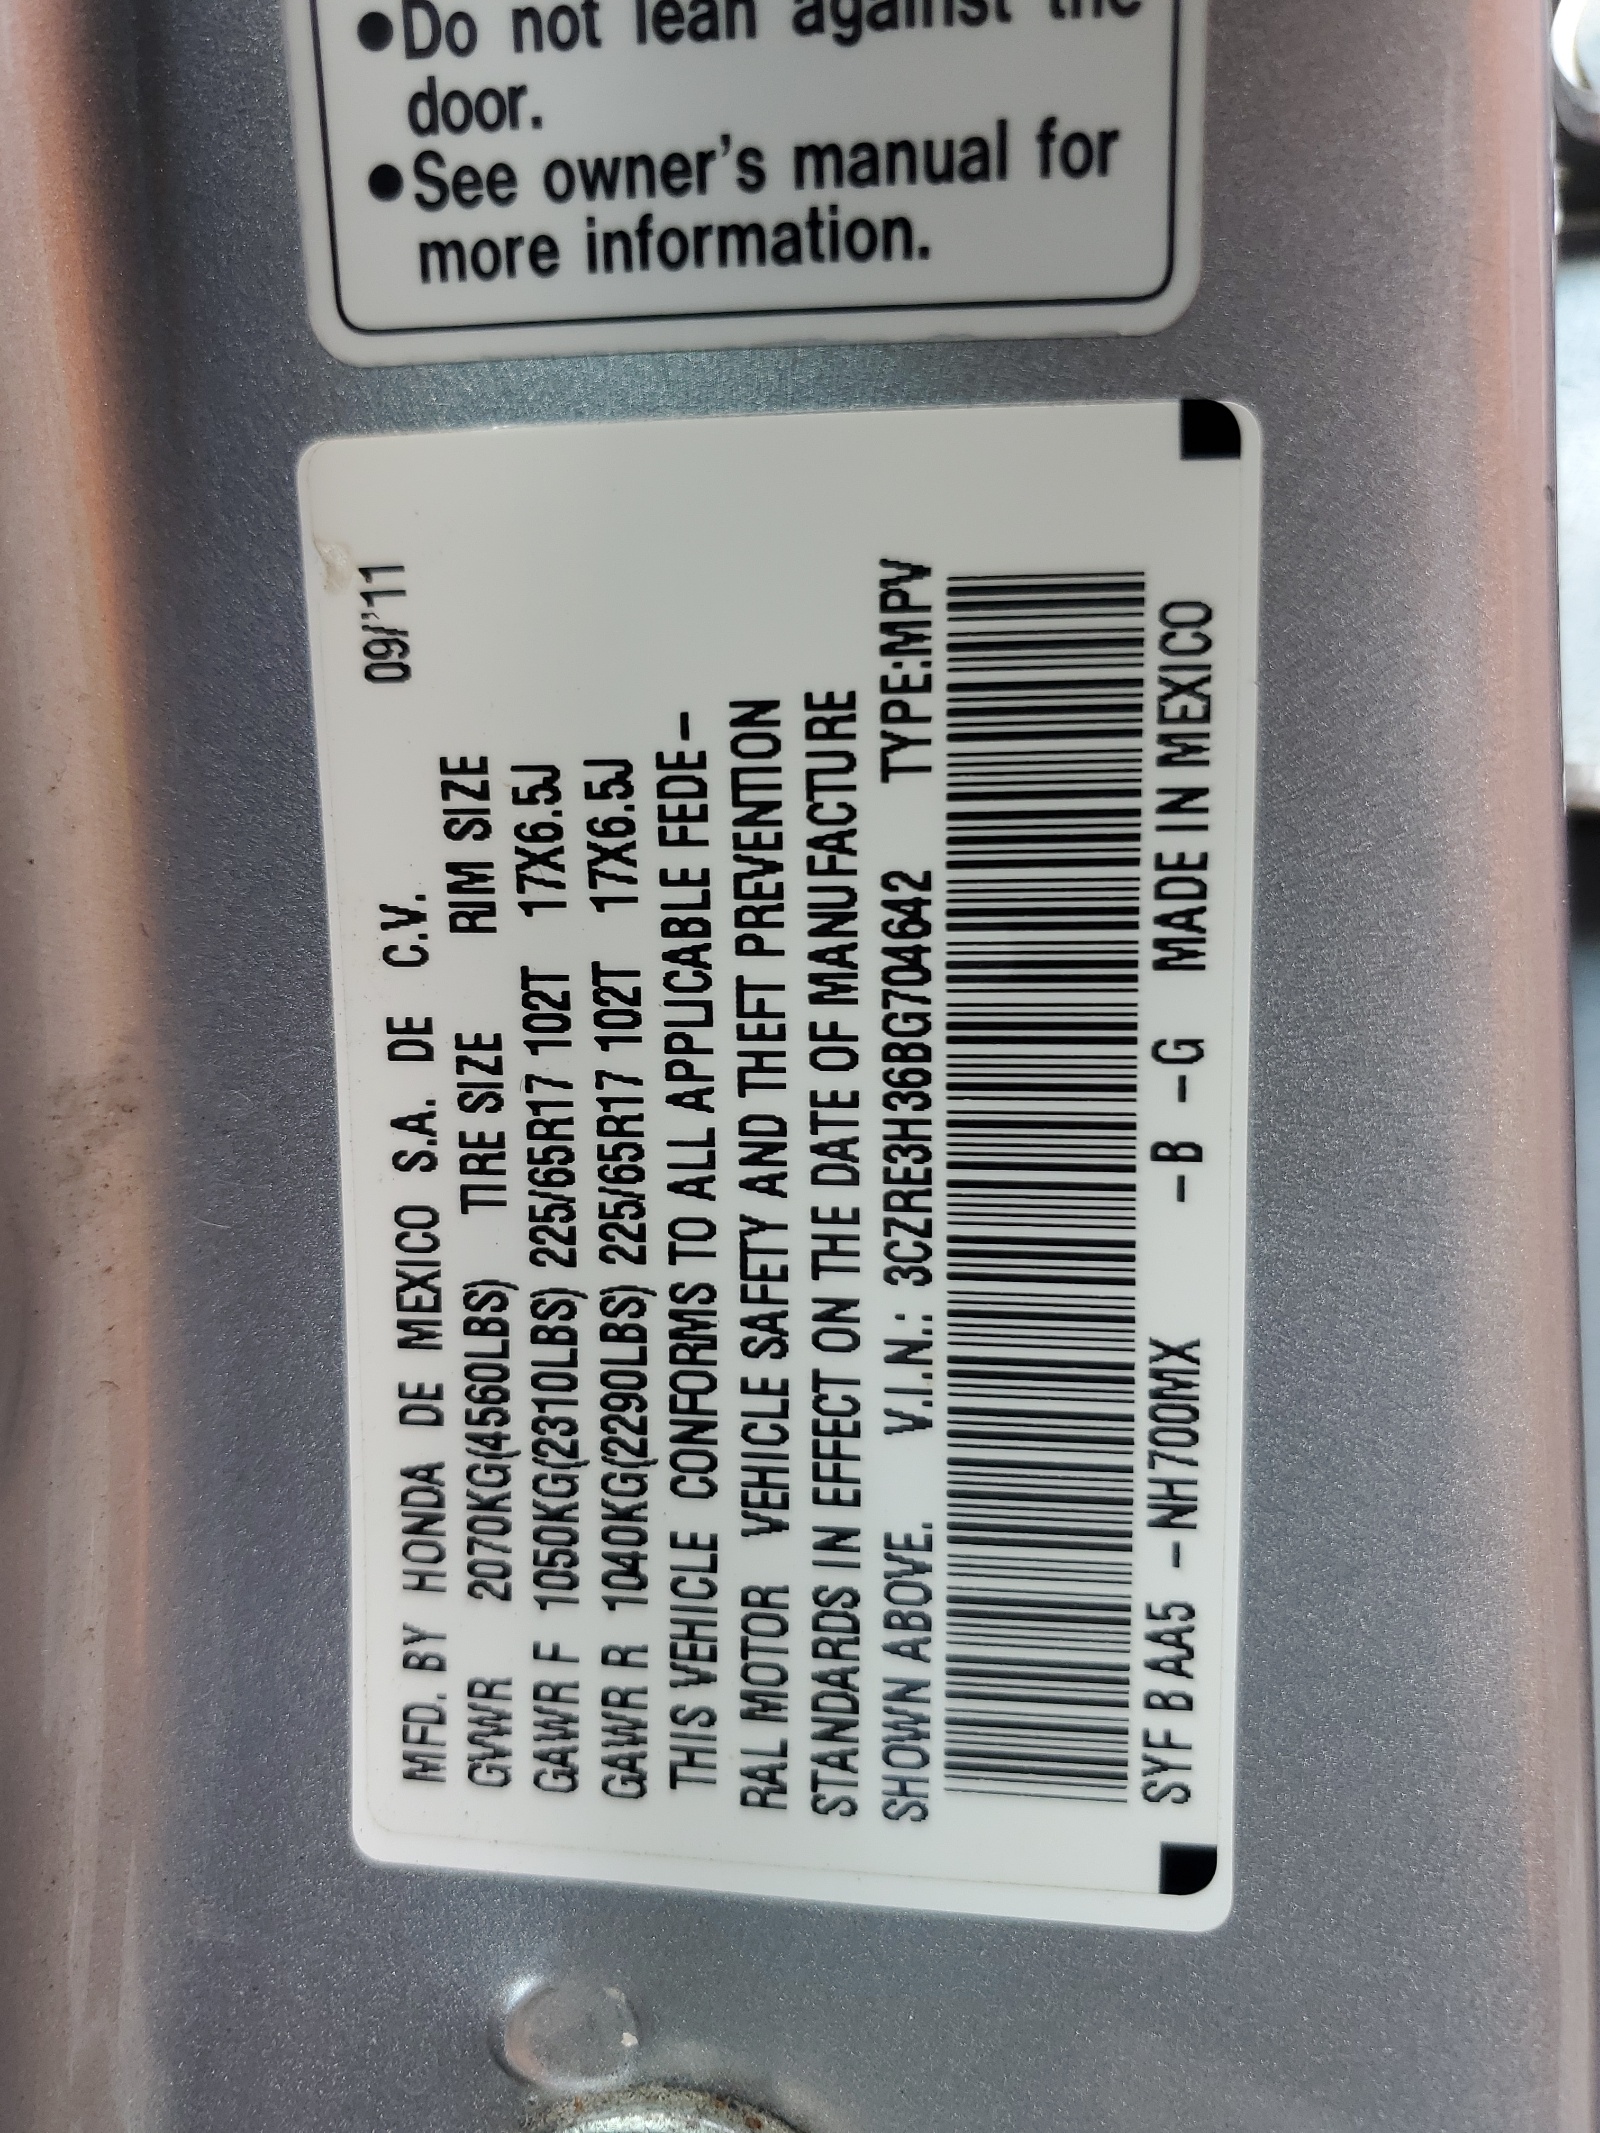 ●Do not lean against the
door.
●See owner's manual for
more information.
MFD. BY HONDA DE MEXICO S.A. DE C.V. 09/'11
GVWR 2070KG(4560LBS) TIRE SIZE RIM SIZE
GAWR F 1050KG(2310LBS) 225/65R17 102T 17X6.5J
GAWR R 1040KG(2290LBS) 225/65R17 102T 17X6.5J
THIS VEHICLE CONFORMS TO ALL APPLICABLE FEDE-
RAL MOTOR VEHICLE SAFETY AND THEFT PREVENTION
STANDARDS IN EFFECT ON THE DATE OF MANUFACTURE
SHOWN ABOVE. V.I.N.: 3CZRE3H36BG704642 TYPE:MPV
SYF B AA5 -NH700MX -B -G MADE IN MEXICO